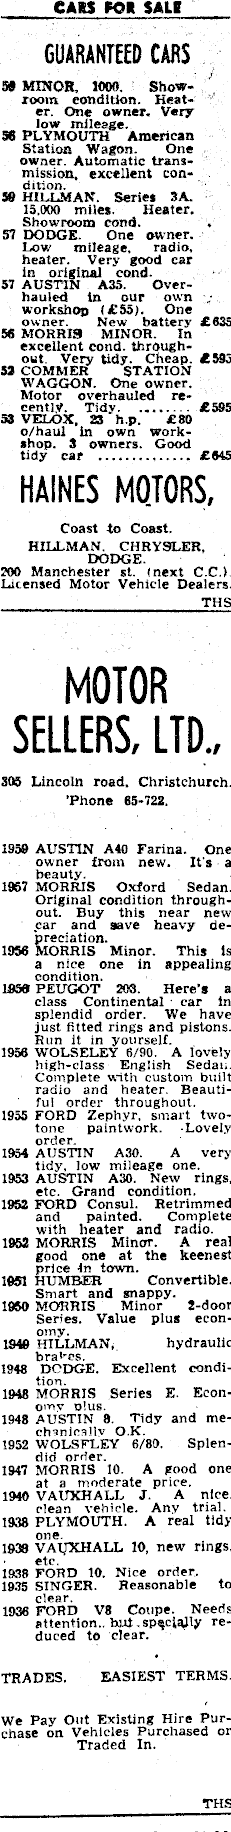 CARS FOR SALE
GUARANTEED CARS
59 MINOR, 1000. Show-
room condition. Heat-
er. One owner. Very
low mileage.
56 PLYMOUTH American
Station Wagon. One
owner. Automatic trans-
mission, excellent con-
dition.
59 HILLMAN. Series 3A.
15,000 miles. Heater.
Showroom cond.
57 DODGE. One owner.
Low mileage, radio,
heater. Very good car
in original cond.
57 AUSTIN A35. Over-
hauled in our own
workshop (£55). One
owner. New battery £635
56 MORRIS MINOR. In
excellent cond. through-
out. Very tidy. Cheap. £595
52 COMMER STATION
WAGGON. One owner.
Motor overhauled re-
cently. Tidy. ........ £595
53 VELOX, 23 h.p. £80
o/haul in own work-
shop. 3 owners. Good
tidy car .............. £645
HAINES MOTORS,
Coast to Coast.
HILLMAN, CHRYSLER,
DODGE.
200 Manchester st. (next C.C.).
Licensed Motor Vehicle Dealers.
THS
MOTOR
SELLERS, LTD.,
305 Lincoln road, Christchurch.
'Phone 65-722.
1959 AUSTIN A40 Farina. One
owner from new. It's a
beauty.
1957 MORRIS Oxford Sedan.
Original condition through-
out. Buy this near new
car and save heavy de-
preciation.
1956 MORRIS Minor. This is
a nice one in appealing
condition.
1956 PEUGOT 203. Here's a
class Continental car in
splendid order. We have
just fitted rings and pistons.
Run it in yourself.
1956 WOLSELEY 6/90. A lovely
high-class English Sedan.
Complete with custom built
radio and heater. Beauti-
ful order throughout.
1955 FORD Zephyr, smart two-
tone paintwork. Lovely
order.
1954 AUSTIN A30. A very
tidy, low mileage one.
1953 AUSTIN A30. New rings,
etc. Grand condition.
1952 FORD Consul. Retrimmed
and painted. Complete
with heater and radio.
1952 MORRIS Minor. A real
good one at the keenest
price in town.
1951 HUMBER Convertible.
Smart and snappy.
1950 MORRIS Minor 2-door
Series. Value plus econ-
omy.
1949 HILLMAN, hydraulic
brakes.
1948 DODGE. Excellent condi-
tion.
1948 MORRIS Series E. Econ-
omy plus.
1948 AUSTIN 8. Tidy and me-
chanically O.K.
1952 WOLSELEY 6/80. Splen-
did order.
1947 MORRIS 10. A good one
at a moderate price.
1940 VAUXHALL J. A nice
clean vehicle. Any trial.
1938 PLYMOUTH. A real tidy
one.
1939 VAUXHALL 10, new rings,
etc.
1938 FORD 10. Nice order.
1935 SINGER. Reasonable to
clear.
1936 FORD V8 Coupe. Needs
attention, but specially re-
duced to clear.
TRADES. EASIEST TERMS.
We Pay Out Existing Hire Pur-
chase on Vehicles Purchased or
Traded In.
THS